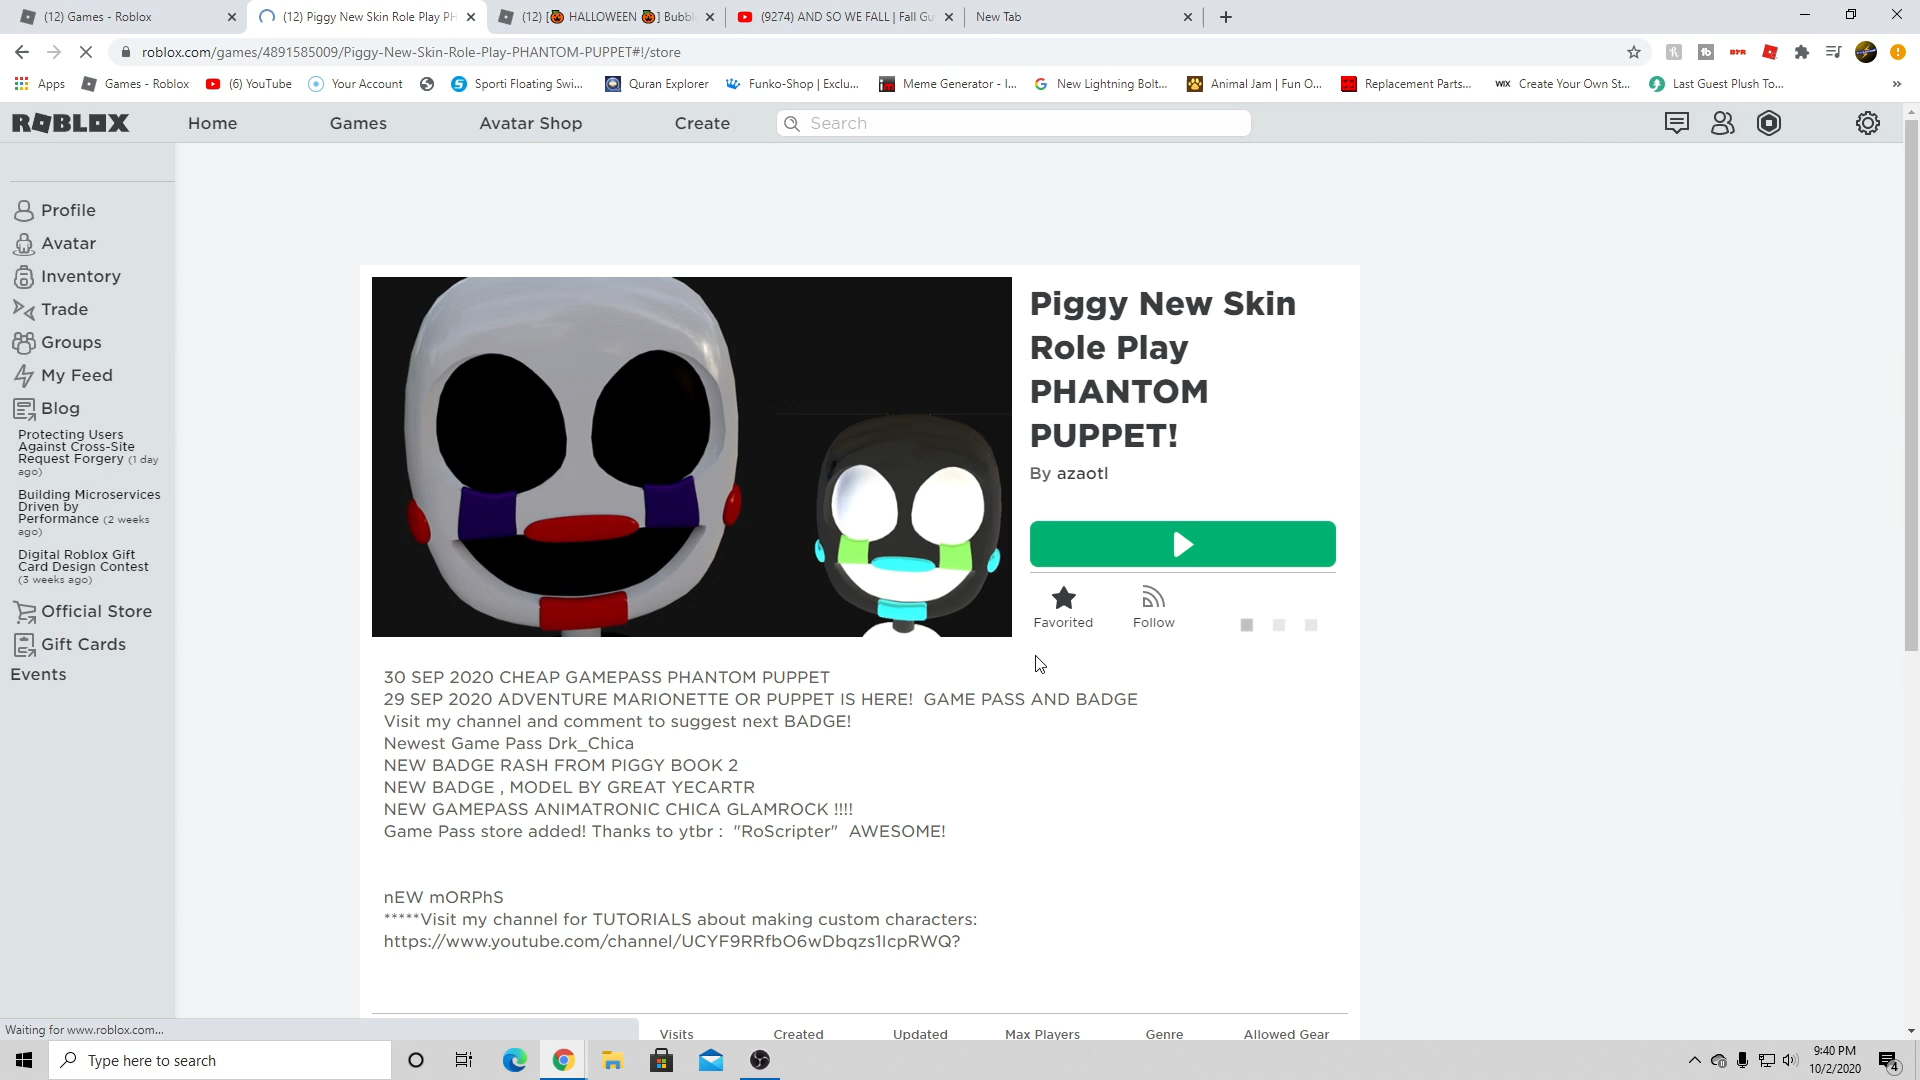 (12) Games - Roblox
(12) Piggy New Skin Role Play PH
(12) [🎃 HALLOWEEN 🎃] Bubbl
(9274) AND SO WE FALL | Fall Gu
New Tab
roblox.com/games/4891585009/Piggy-New-Skin-Role-Play-PHANTOM-PUPPET#!/store
Apps
Games - Roblox
(6) YouTube
Your Account
Sporti Floating Swi...
Quran Explorer
Funko-Shop | Exclu...
Meme Generator - I...
New Lightning Bolt...
Animal Jam | Fun O...
Replacement Parts...
WIX Create Your Own St...
Last Guest Plush To...
ROBLOX
Home
Games
Avatar Shop
Create
Search
Profile
Avatar
Inventory
Trade
Groups
My Feed
Blog
Protecting Users
Against Cross-Site
Request Forgery (1 day
ago)
Building Microservices
Driven by
Performance (2 weeks
ago)
Digital Roblox Gift
Card Design Contest
(3 weeks ago)
Official Store
Gift Cards
Events
Piggy New Skin
Role Play
PHANTOM
PUPPET!
By azaotl
Favorited
Follow
30 SEP 2020 CHEAP GAMEPASS PHANTOM PUPPET
29 SEP 2020 ADVENTURE MARIONETTE OR PUPPET IS HERE! GAME PASS AND BADGE
Visit my channel and comment to suggest next BADGE!
Newest Game Pass Drk_Chica
NEW BADGE RASH FROM PIGGY BOOK 2
NEW BADGE , MODEL BY GREAT YECARTR
NEW GAMEPASS ANIMATRONIC CHICA GLAMROCK !!!!
Game Pass store added! Thanks to ytbr : "RoScripter" AWESOME!
nEW mORPhS
*****Visit my channel for TUTORIALS about making custom characters:
https://www.youtube.com/channel/UCYF9RRfbO6wDbqzs1IcpRWQ?
Visits
Created
Updated
Max Players
Genre
Allowed Gear
Waiting for www.roblox.com...
Type here to search
9:40 PM
10/2/2020
4